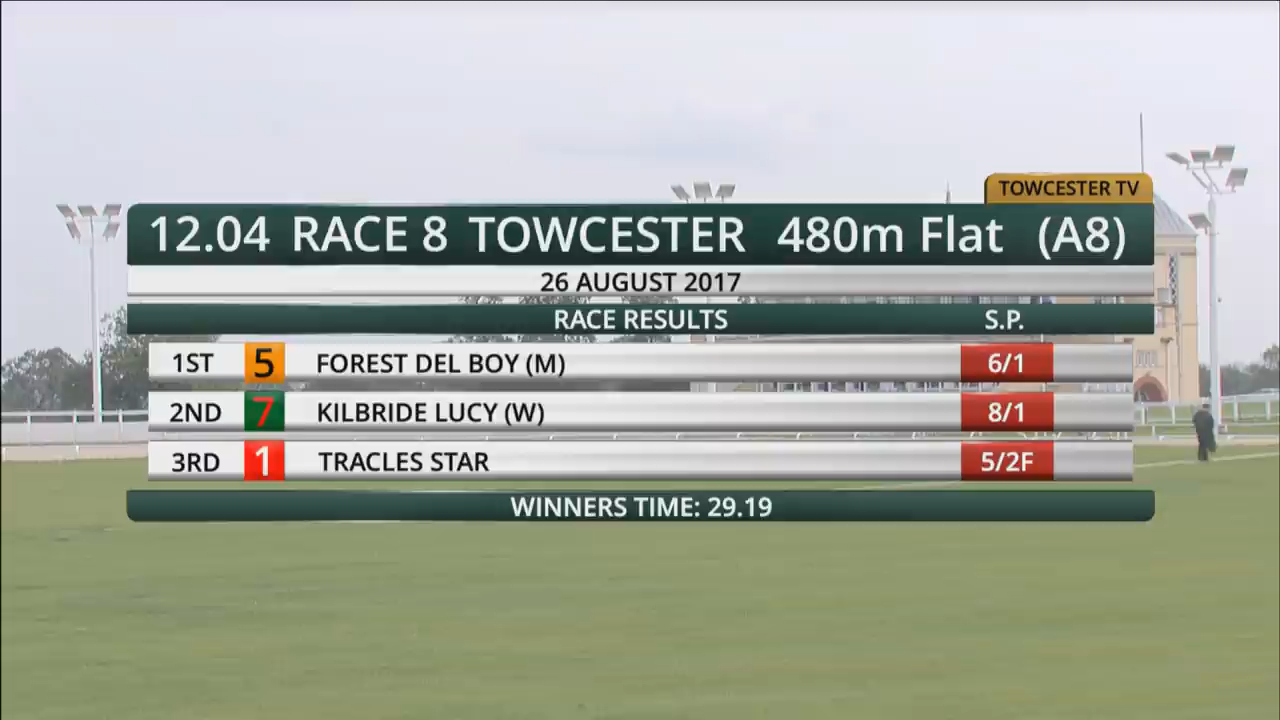 TOWCESTER TV
12.04 RACE 8 TOWCESTER 480m Flat (A8)
26 AUGUST 2017
RACE RESULTS S.P.
1ST 5 FOREST DEL BOY (M) 6/1
2ND 7 KILBRIDE LUCY (W) 8/1
3RD 1 TRACLES STAR 5/2F
WINNERS TIME: 29.19